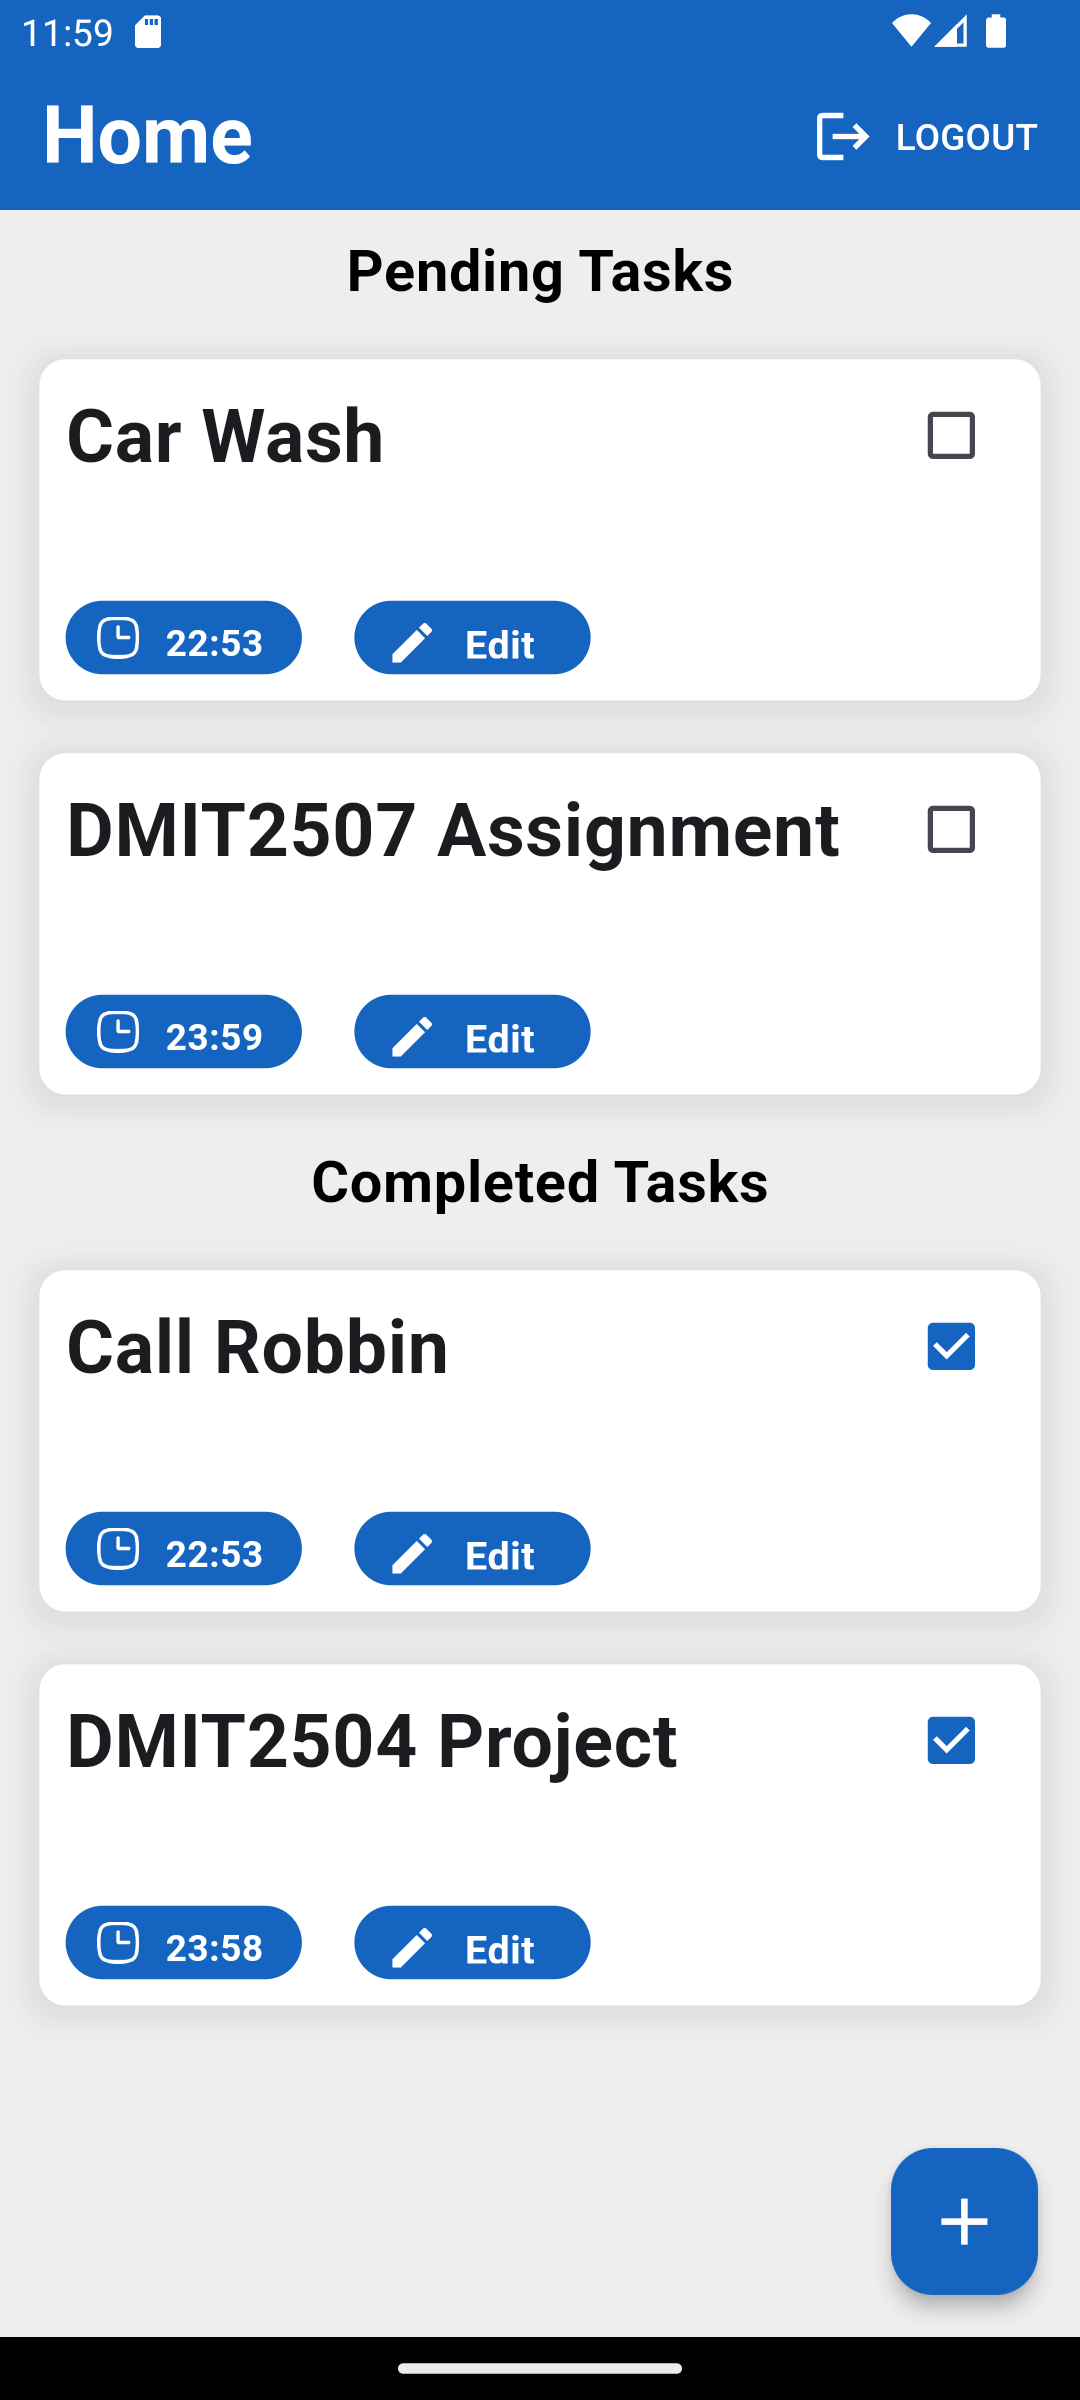 11:59
Home LOGOUT
Pending Tasks
Car Wash
22:53 Edit
DMIT2507 Assignment
23:59 Edit
Completed Tasks
Call Robbin
22:53 Edit
DMIT2504 Project
23:58 Edit